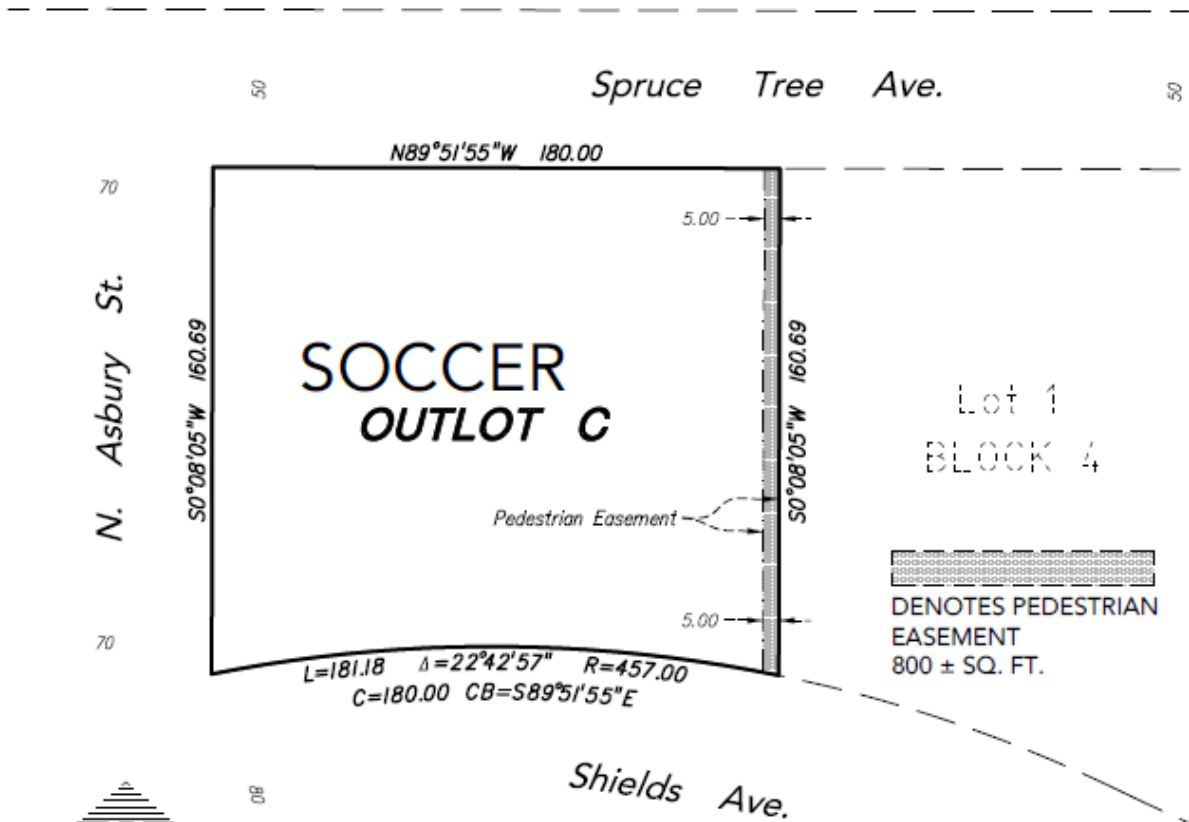 Spruce Tree Ave.
50
50
N89°51'55"W 180.00
70
5.00
N. Asbury St.
S0°08'05"W 160.69
SOCCER
OUTLOT C
S0°08'05"W 160.69
Lot 1
BLOCK 4
Pedestrian Easement
DENOTES PEDESTRIAN
EASEMENT
800 ± SQ. FT.
5.00
70
L=181.18 Δ=22°42'57" R=457.00
C=180.00 CB=S89°51'55"E
Shields Ave.
80